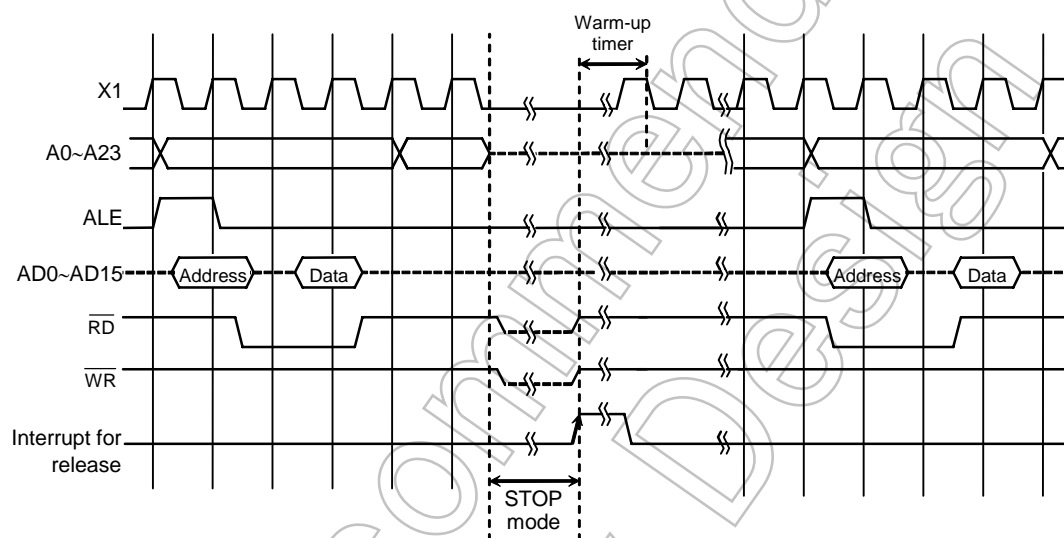 Warm-up
timer
X1
A0~A23
ALE
AD0~AD15
Address
Data
Address
Data
RD
WR
Interrupt for
release
STOP
mode